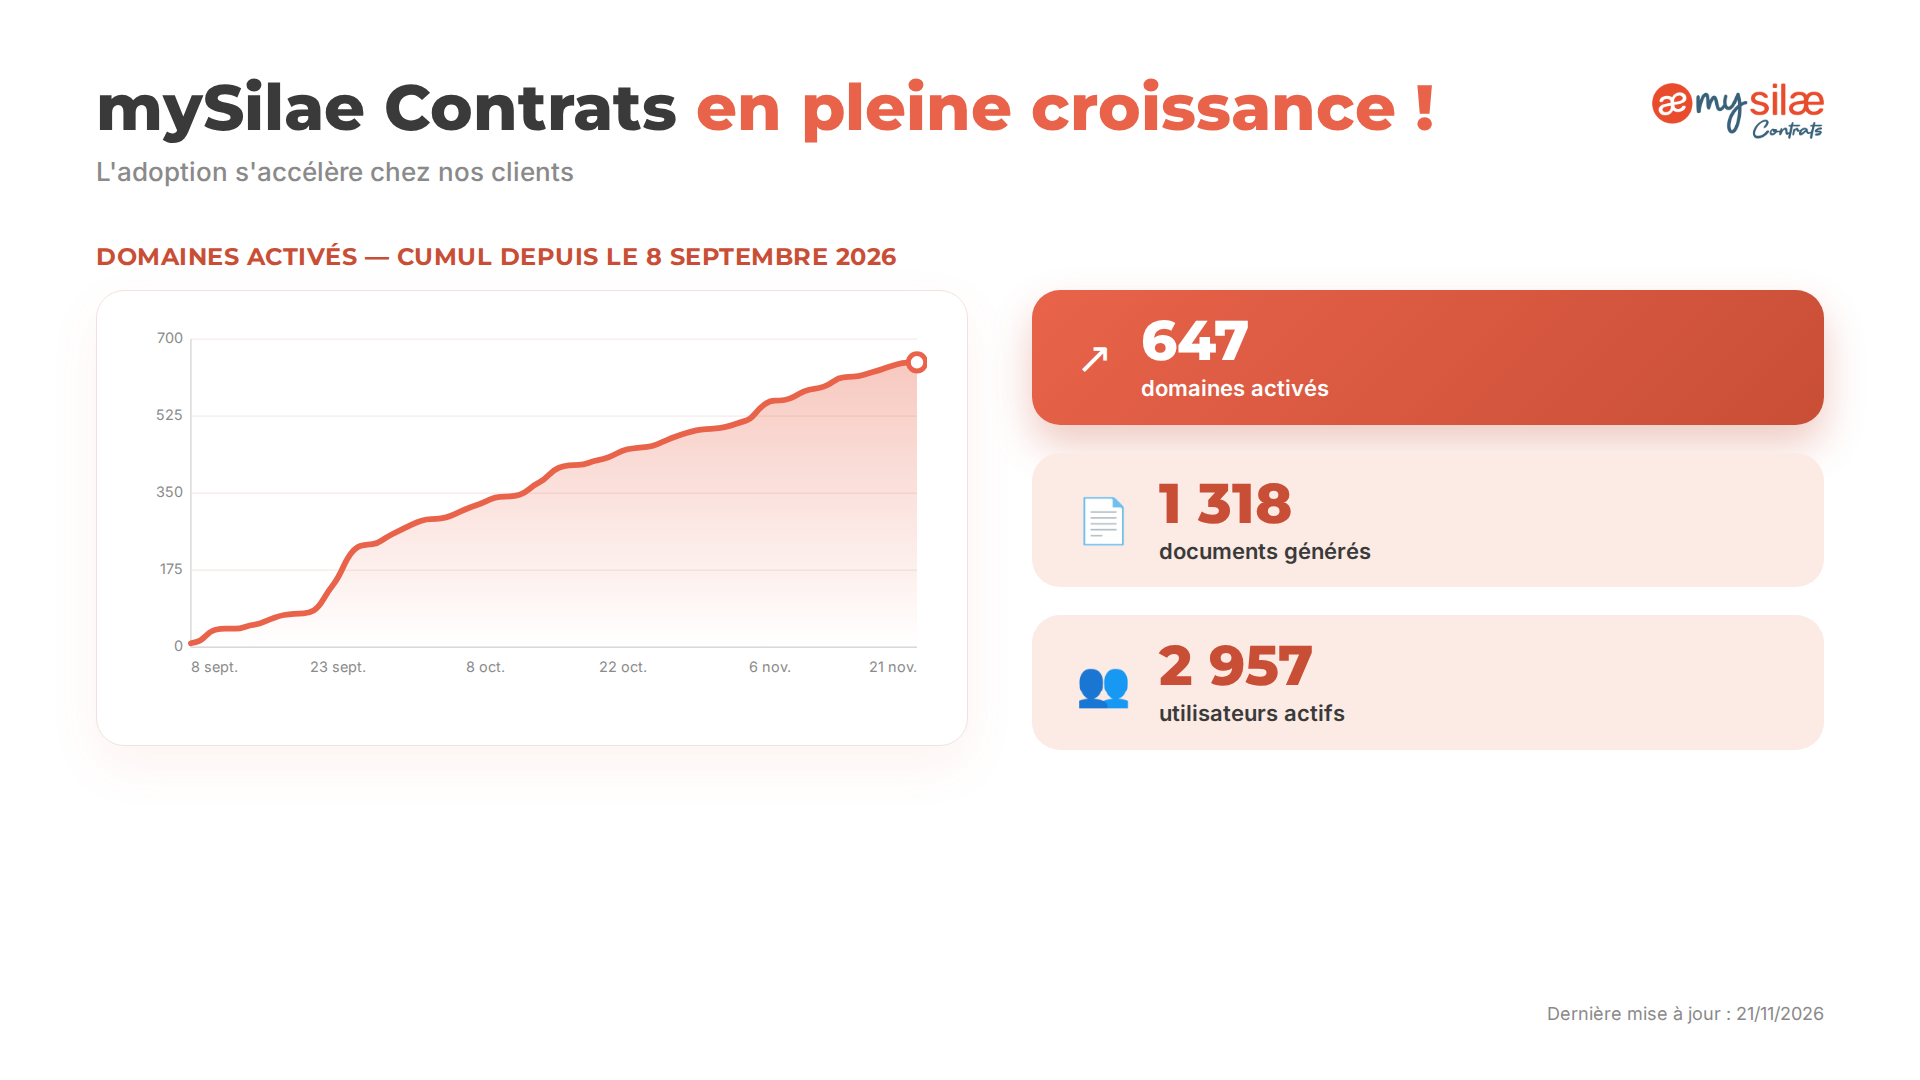 mySilae Contrats en pleine croissance !
æ my silæ
Contrats
L'adoption s'accélère chez nos clients
DOMAINES ACTIVÉS — CUMUL DEPUIS LE 8 SEPTEMBRE 2026
700
525
350
175
0
8 sept.
23 sept.
8 oct.
22 oct.
6 nov.
21 nov.
↗
647
domaines activés
1 318
documents générés
2 957
utilisateurs actifs
Dernière mise à jour : 21/11/2026